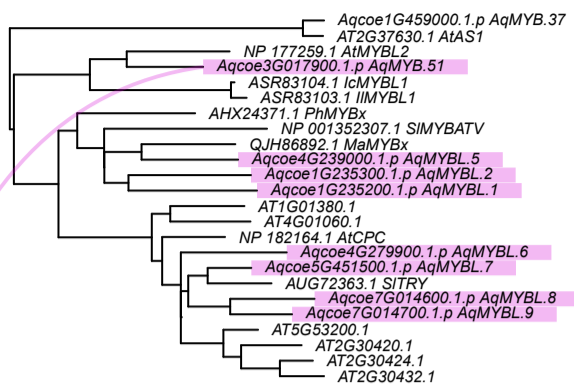 Aqcoe1G459000.1.p AqMYB.37
AT2G37630.1 AtAS1
NP 177259.1 AtMYBL2
Aqcoe3G017900.1.p AqMYB.51
ASR83104.1 IcMYBL1
ASR83103.1 IlMYBL1
AHX24371.1 PhMYBx
NP 001352307.1 SlMYBATV
QJH86892.1 MaMYBx
Aqcoe4G239000.1.p AqMYBL.5
Aqcoe1G235300.1.p AqMYBL.2
Aqcoe1G235200.1.p AqMYBL.1
AT1G01380.1
AT4G01060.1
NP 182164.1 AtCPC
Aqcoe4G279900.1.p AqMYBL.6
Aqcoe5G451500.1.p AqMYBL.7
AUG72363.1 SlTRY
Aqcoe7G014600.1.p AqMYBL.8
Aqcoe7G014700.1.p AqMYBL.9
AT5G53200.1
AT2G30420.1
AT2G30424.1
AT2G30432.1